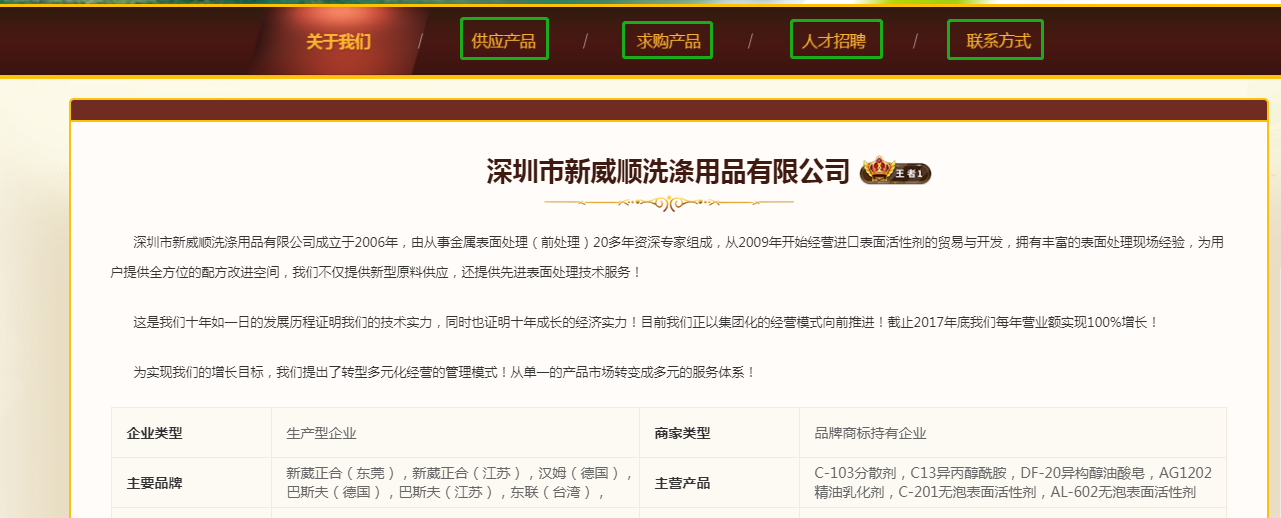 关于我们 / 供应产品 / 求购产品 / 人才招聘 / 联系方式
深圳市新威顺洗涤用品有限公司 王者1
深圳市新威顺洗涤用品有限公司成立于2006年，由从事金属表面处理（前处理）20多年资深专家组成，从2009年开始经营进口表面活性剂的贸易与开发，拥有丰富的表面处理现场经验，为用
户提供全方位的配方改进空间，我们不仅提供新型原料供应，还提供先进表面处理技术服务！
这是我们十年如一日的发展历程证明我们的技术实力，同时也证明十年成长的经济实力！目前我们正以集团化的经营模式向前推进！截止2017年底我们每年营业额实现100%增长！
为实现我们的增长目标，我们提出了转型多元化经营的管理模式！从单一的产品市场转变成多元的服务体系！
企业类型 生产型企业 商家类型 品牌商标持有企业
主要品牌 新葳正合（东莞），新葳正合（江苏），汉姆（德国），
巴斯夫（德国），巴斯夫（江苏），东联（台湾），
主营产品 C-103分散剂，C13异丙醇酰胺，DF-20异构醇油酸皂，AG1202
精油乳化剂，C-201无泡表面活性剂，AL-602无泡表面活性剂